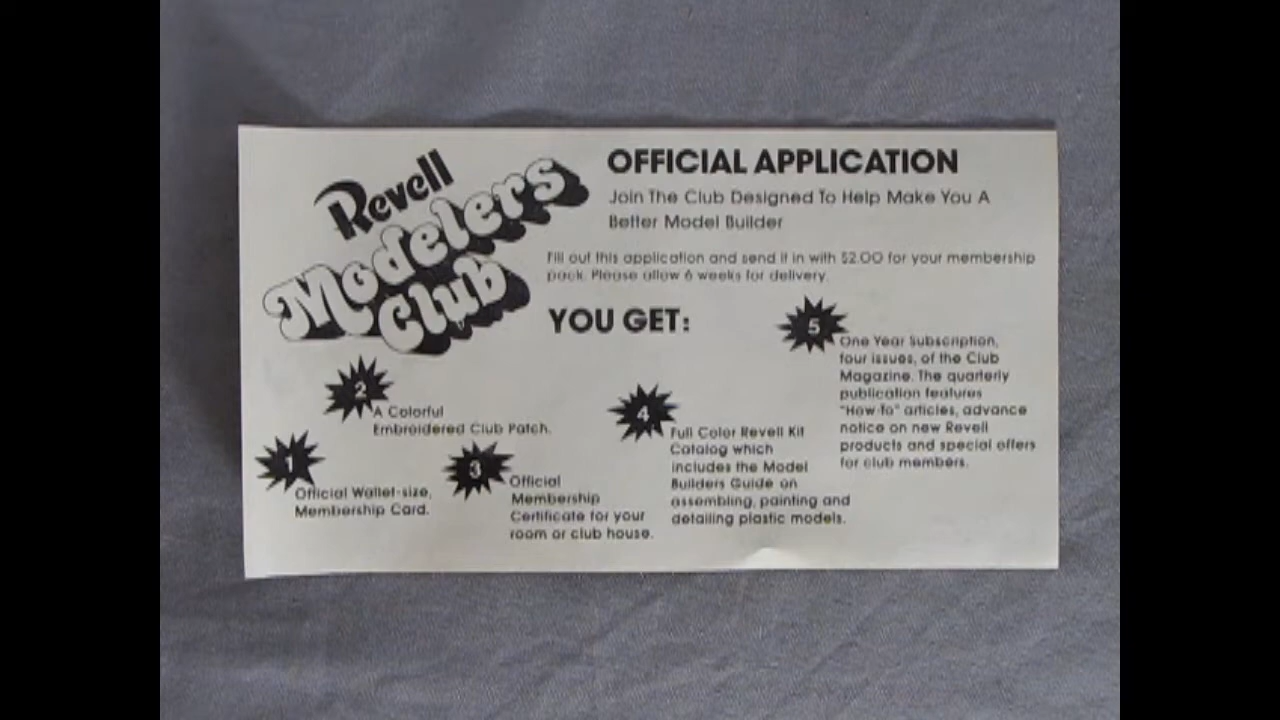 Revell
Modelers
Club
OFFICIAL APPLICATION
Join The Club Designed To Help Make You A
Better Model Builder
Fill out this application and send it in with $2.00 for your membership
pack. Please allow 6 weeks for delivery.
YOU GET:
1
Official Wallet-size,
Membership Card.
2
A Colorful
Embroidered Club Patch.
3
Official
Membership
Certificate for your
room or club house.
4
Full Color Revell Kit
Catalog which
includes the Model
Builders Guide on
assembling, painting and
detailing plastic models.
5
One Year Subscription,
four issues, of the Club
Magazine. The quarterly
publication features
"How-To" articles, advance
notice on new Revell
products and special offers
for club members.